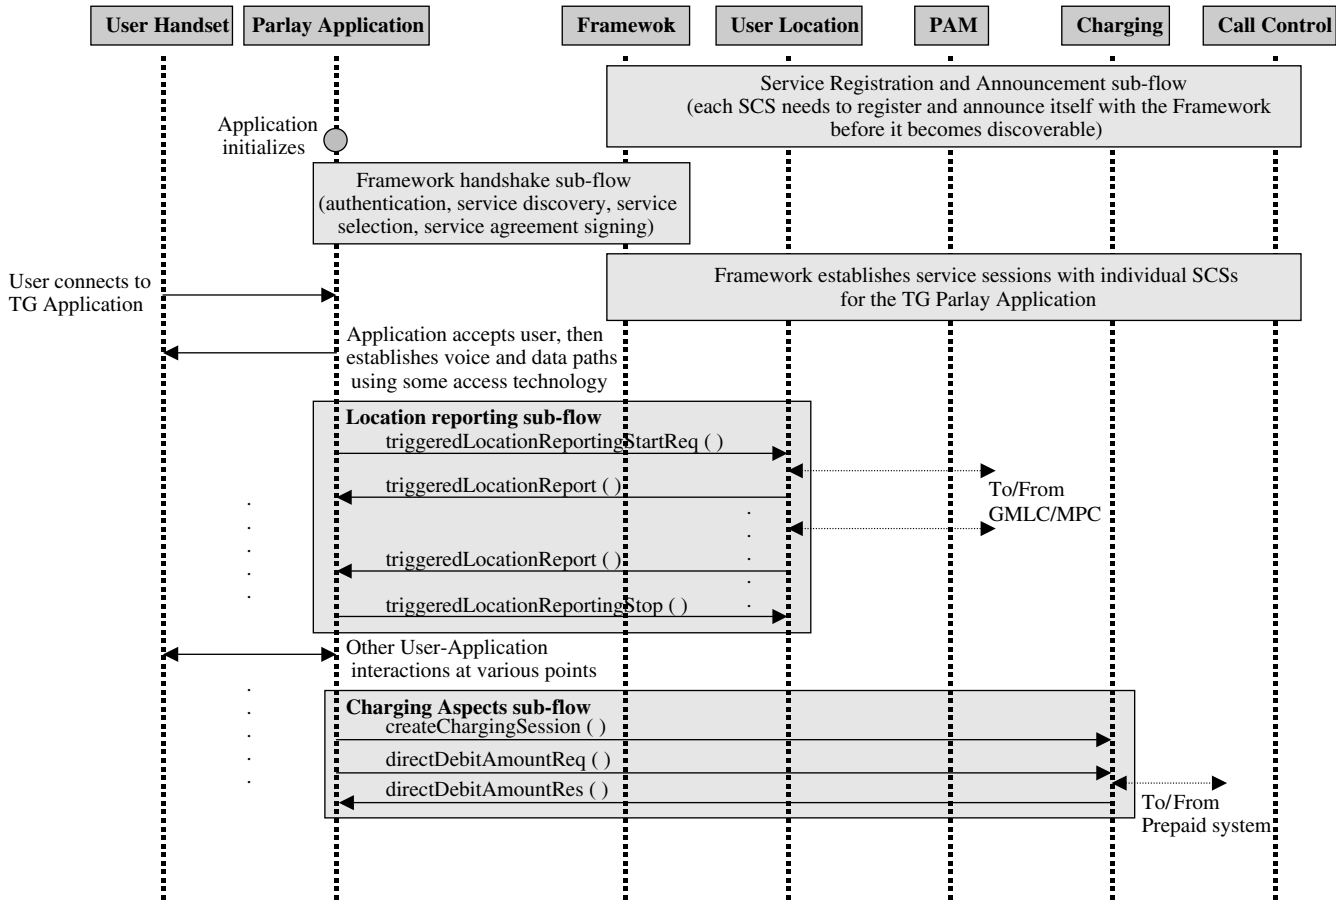 User Handset
Parlay Application
Framewok
User Location
PAM
Charging
Call Control
Service Registration and Announcement sub-flow
(each SCS needs to register and announce itself with the Framework
before it becomes discoverable)
Application
initializes
Framework handshake sub-flow
(authentication, service discovery, service
selection, service agreement signing)
User connects to
TG Application
Framework establishes service sessions with individual SCSs
for the TG Parlay Application
Application accepts user, then
establishes voice and data paths
using some access technology
Location reporting sub-flow
triggeredLocationReportingStartReq ( )
triggeredLocationReport ( )
To/From
GMLC/MPC
triggeredLocationReport ( )
triggeredLocationReportingStop ( )
Other User-Application
interactions at various points
Charging Aspects sub-flow
createChargingSession ( )
directDebitAmountReq ( )
directDebitAmountRes ( )
To/From
Prepaid system